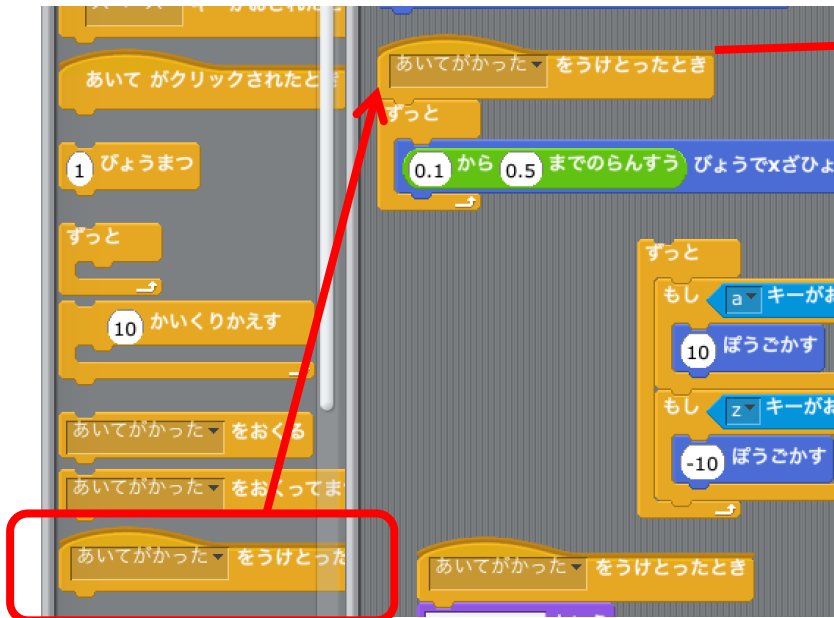 あいて がクリックされたと
1 びょうまつ
ずっと
10 かいくりかえす
あいてがかった をおくる
あいてがかった をおくってま
あいてがかった をうけとった
あいてがかった をうけとったとき
ずっと
0.1 から 0.5 までのらんすう びょうでxざひょ
ずっと
もし a キーがお
10 ぽうごかす
もし z キーがお
-10 ぽうごかす
あいてがかった をうけとったとき